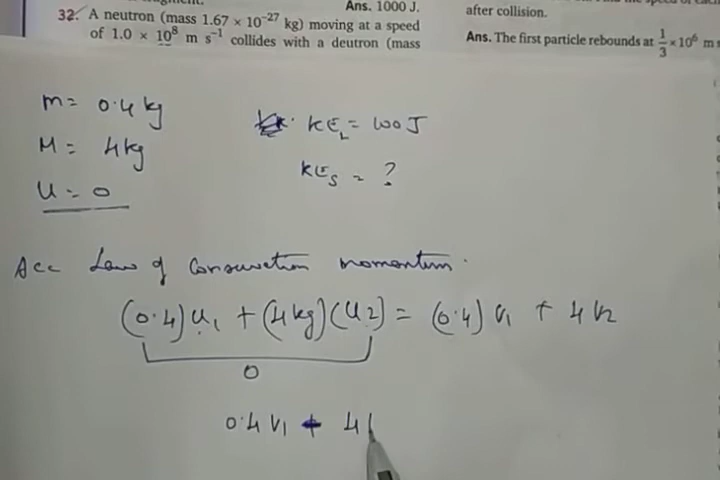 Ans. 1000 J.
32. A neutron (mass 1.67 × 10⁻²⁷ kg) moving at a speed
of 1.0 × 10⁸ m s⁻¹ collides with a deutron (mass
after collision.
Ans. The first particle rebounds at 1/3 × 10⁶ m s
m = 0.4 kg
M = 4 kg
u = 0
KE_L = 100 J
KE_S = ?
Acc Law of Conservation momentum.
(0.4) u₁ + (4 kg) (u₂) = (0.4) v₁ + 4 v₂
0
0.4 v₁ + 4